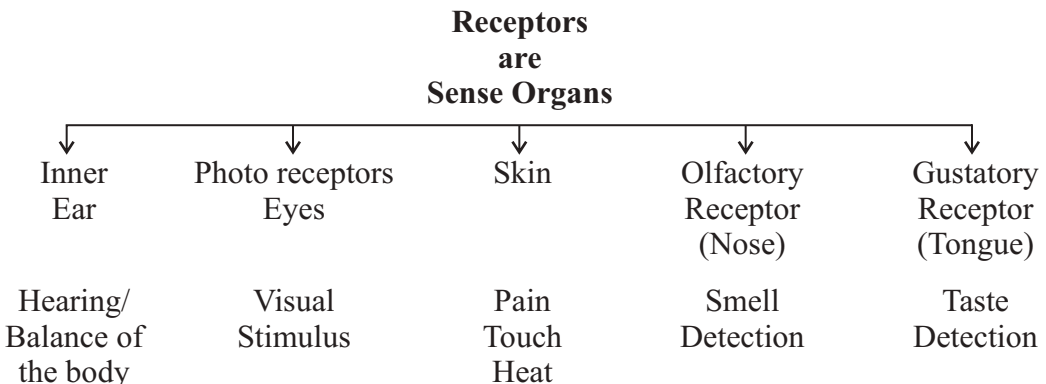 Receptors
are
Sense Organs
Inner
Ear
Photo receptors
Eyes
Skin
Olfactory
Receptor
(Nose)
Gustatory
Receptor
(Tongue)
Hearing/
Balance of
the body
Visual
Stimulus
Pain
Touch
Heat
Smell
Detection
Taste
Detection